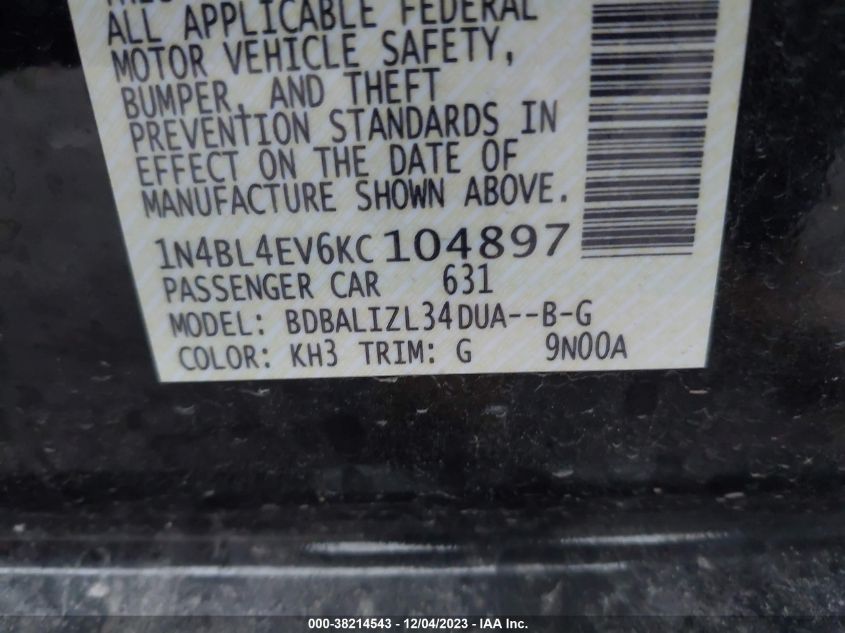 ALL APPLICABLE FEDERAL
MOTOR VEHICLE SAFETY,
BUMPER, AND THEFT
PREVENTION STANDARDS IN
EFFECT ON THE DATE OF
MANUFACTURE SHOWN ABOVE.
1N4BL4EV6KC104897
PASSENGER CAR 631
MODEL: BDBALIZL34DUA--B-G
COLOR: KH3 TRIM: G 9N00A
000-38214543 - 12/04/2023 - IAA Inc.